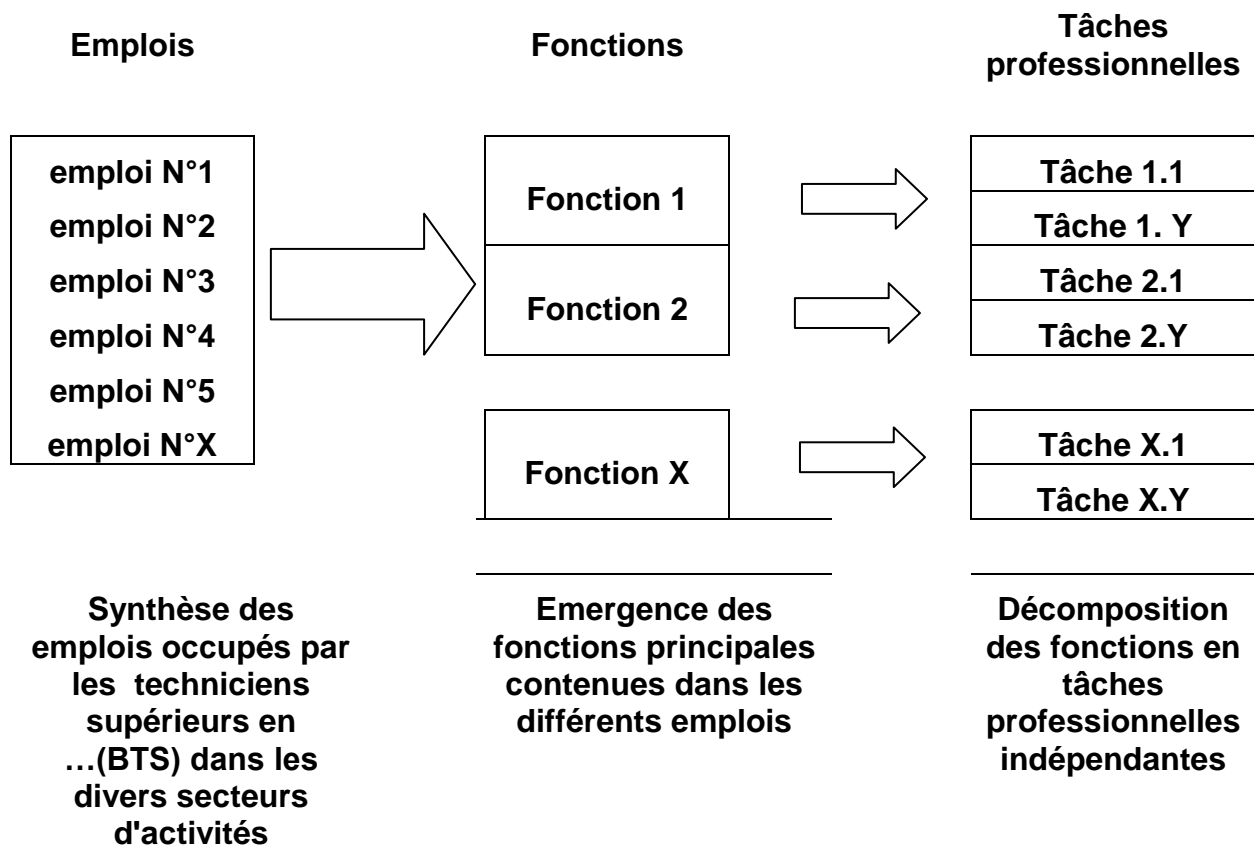 Emplois
Fonctions
Tâches
professionnelles
emploi N°1
emploi N°2
emploi N°3
emploi N°4
emploi N°5
emploi N°X
Fonction 1
Fonction 2
Fonction X
Tâche 1.1
Tâche 1. Y
Tâche 2.1
Tâche 2.Y
Tâche X.1
Tâche X.Y
Synthèse des
emplois occupés par
les techniciens
supérieurs en
…(BTS) dans les
divers secteurs
d'activités
Emergence des
fonctions principales
contenues dans les
différents emplois
Décomposition
des fonctions en
tâches
professionnelles
indépendantes